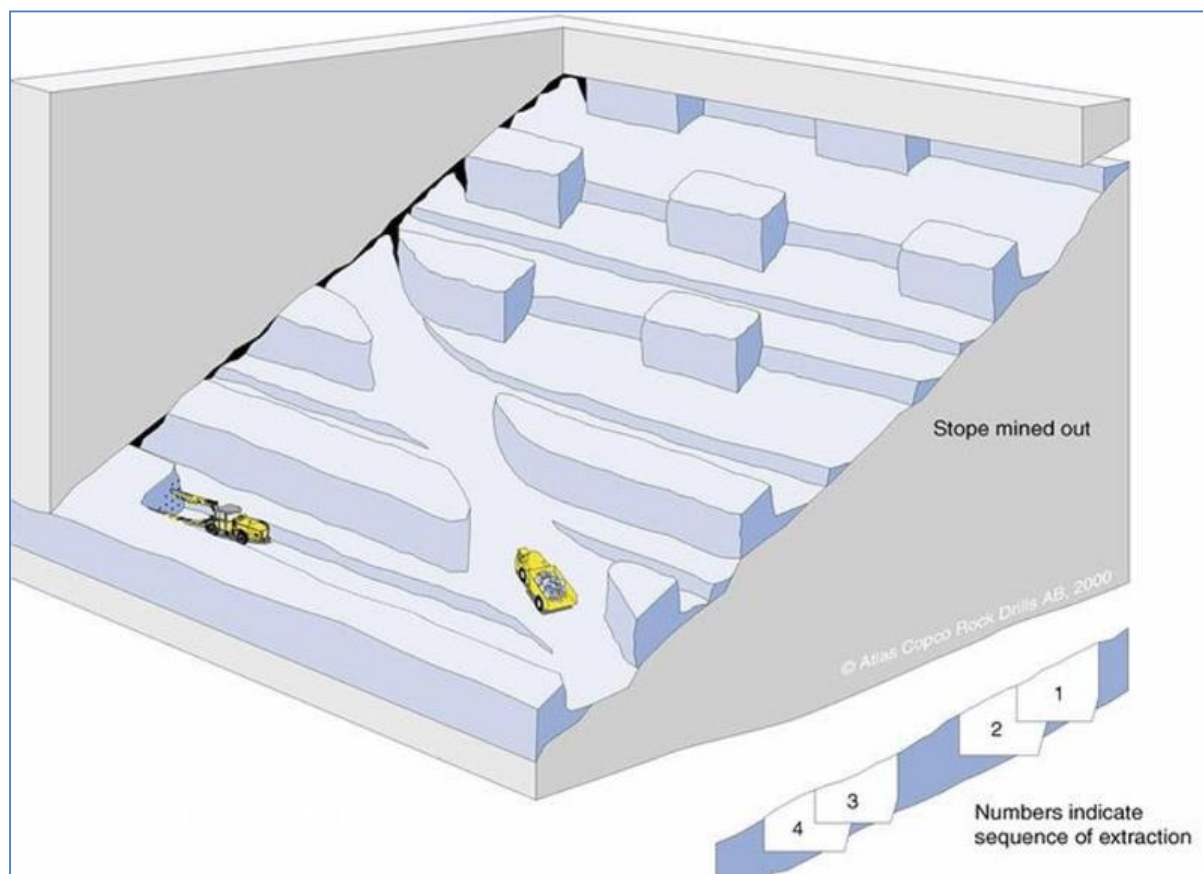 Stope mined out
© Atlas Copco Rock Drills AB, 2000
1
2
3
4
Numbers indicate
sequence of extraction